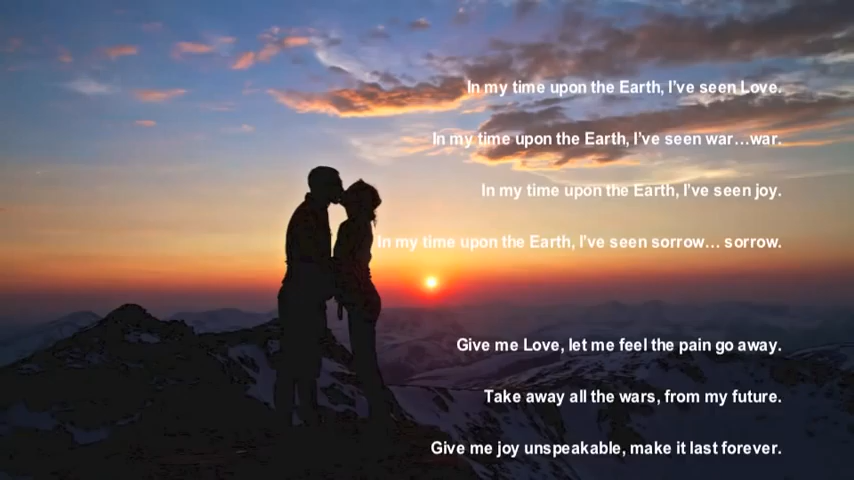 In my time upon the Earth, I've seen Love.
In my time upon the Earth, I've seen war…war.
In my time upon the Earth, I've seen joy.
In my time upon the Earth, I've seen sorrow… sorrow.
Give me Love, let me feel the pain go away.
Take away all the wars, from my future.
Give me joy unspeakable, make it last forever.